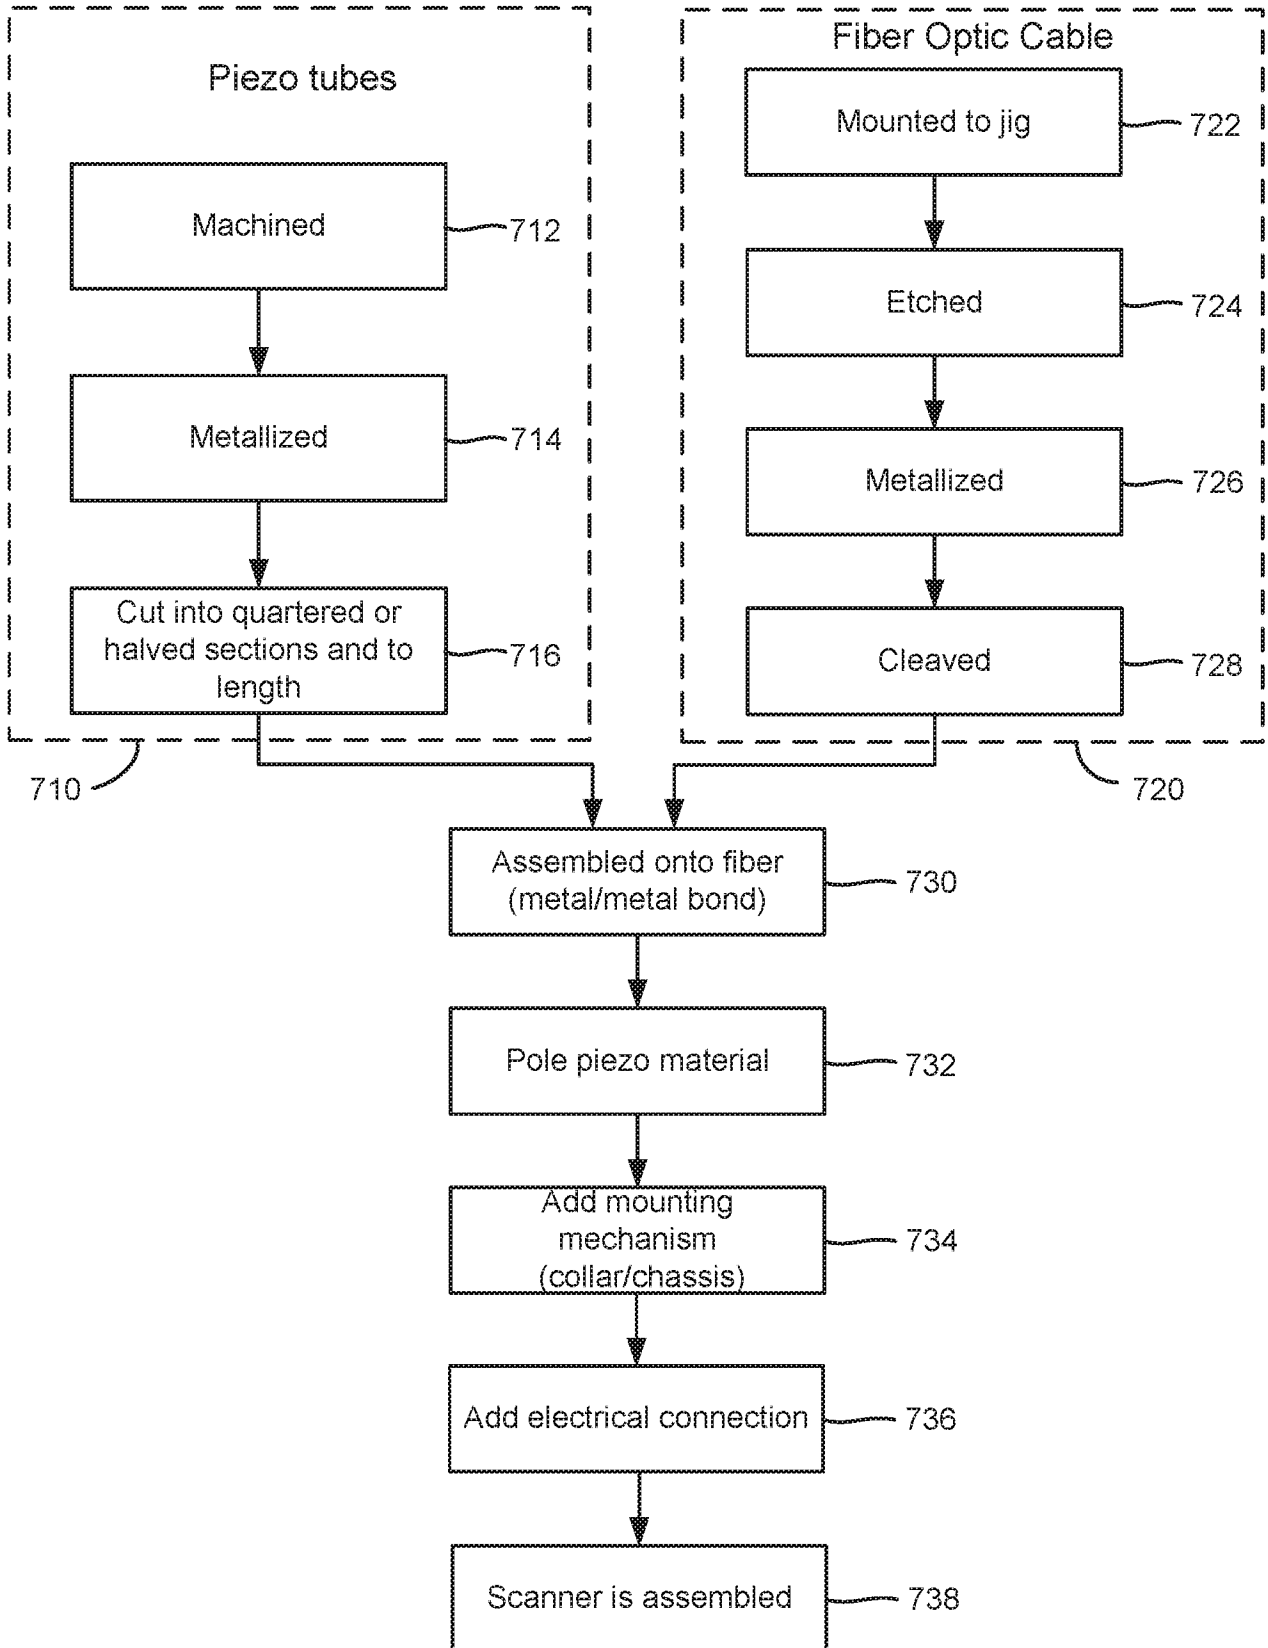 Piezo tubes
Machined
712
Metallized
714
Cut into quartered or
halved sections and to
length
716
710
Fiber Optic Cable
Mounted to jig
722
Etched
724
Metallized
726
Cleaved
728
720
Assembled onto fiber
(metal/metal bond)
730
Pole piezo material
732
Add mounting
mechanism
(collar/chassis)
734
Add electrical connection
736
Scanner is assembled
738